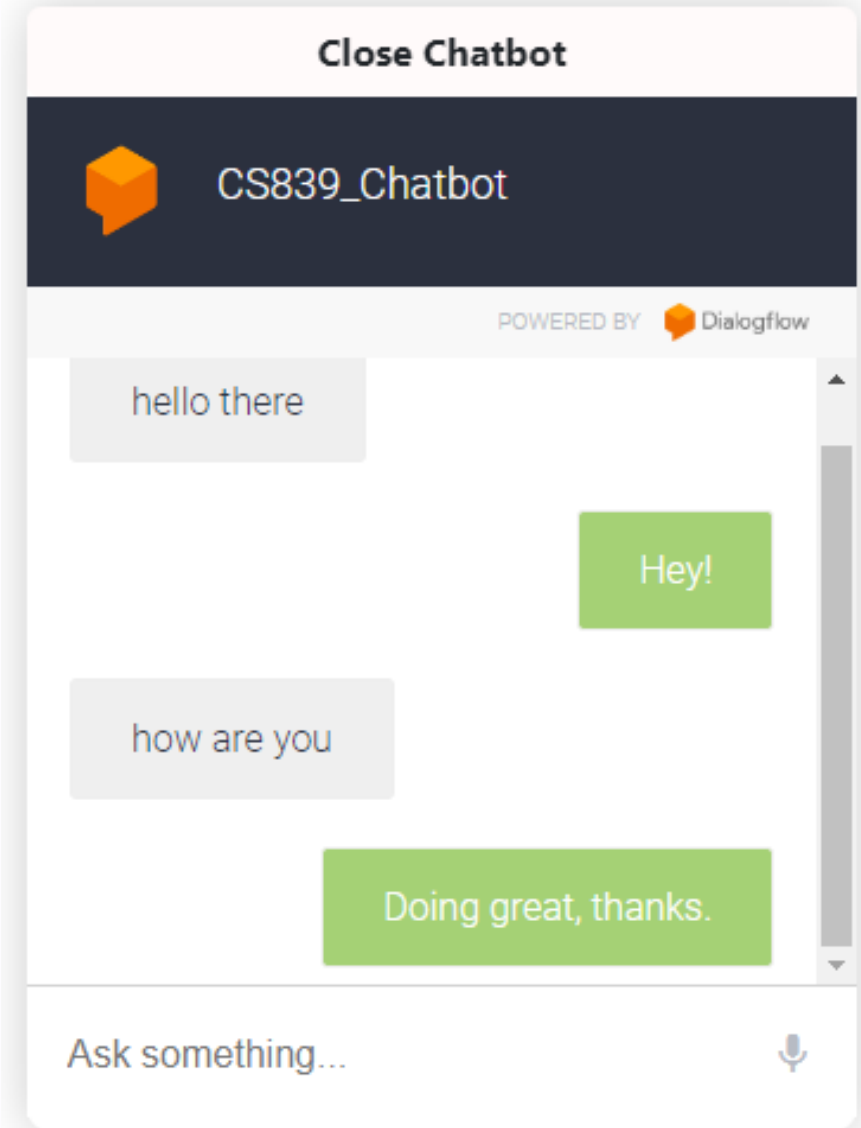 Close Chatbot
CS839_Chatbot
POWERED BY Dialogflow
hello there
Hey!
how are you
Doing great, thanks.
Ask something...